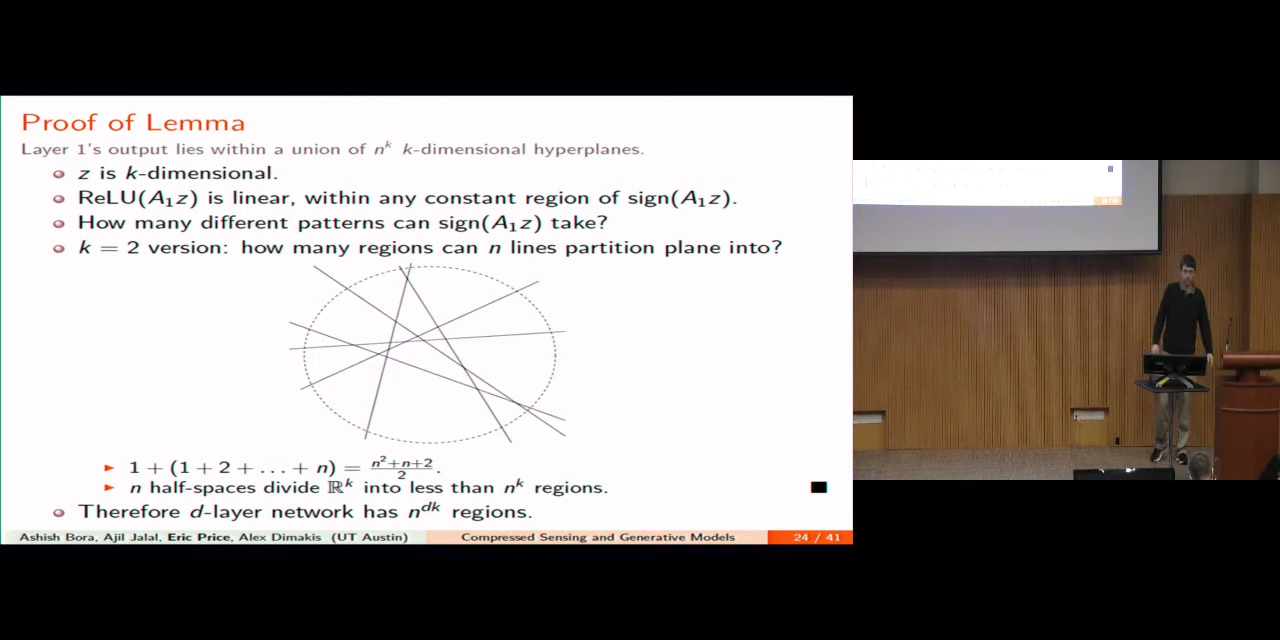 Proof of Lemma
Layer 1's output lies within a union of n^k k-dimensional hyperplanes.
z is k-dimensional.
ReLU(A₁z) is linear, within any constant region of sign(A₁z).
How many different patterns can sign(A₁z) take?
k = 2 version: how many regions can n lines partition plane into?
1 + (1 + 2 + … + n) = (n²+n+2)/2.
n half-spaces divide ℝ^k into less than n^k regions.
Therefore d-layer network has n^{dk} regions.
Ashish Bora, Ajil Jalal, Eric Price, Alex Dimakis (UT Austin) Compressed Sensing and Generative Models 24 / 41